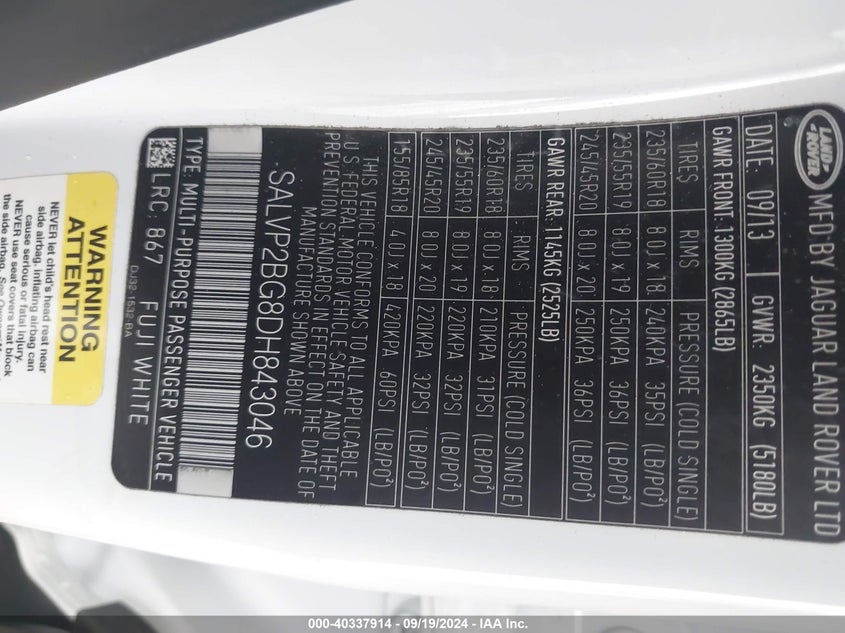 LAND-
ROVER
MFD BY JAGUAR LAND ROVER LTD
DATE: 09/13 GVWR: 2350KG (5180LB)
GAWR FRONT: 1300KG (2865LB)
TIRES RIMS PRESSURE (COLD SINGLE)
235/60R18 8.0J x 18 240KPA 35PSI (LB/PO²)
235/55R19 8.0J x 19 250KPA 36PSI (LB/PO²)
245/45R20 8.0J x 20 250KPA 36PSI (LB/PO²)
GAWR REAR: 1145KG (2525LB)
TIRES RIMS PRESSURE (COLD SINGLE)
235/60R18 8.0J x 18 210KPA 31PSI (LB/PO²)
235/55R19 8.0J x 19 220KPA 32PSI (LB/PO²)
245/45R20 8.0J x 20 220KPA 32PSI (LB/PO²)
155/85R18 4.0J x 18 420KPA 60PSI (LB/PO²)
THIS VEHICLE CONFORMS TO ALL APPLICABLE
U.S. FEDERAL MOTOR VEHICLE SAFETY AND THEFT
PREVENTION STANDARDS IN EFFECT ON THE DATE OF
MANUFACTURE SHOWN ABOVE
SALVP2BG8DH843046
TYPE: MULTI-PURPOSE PASSENGER VEHICLE
LRC: 867 FUJI WHITE
DJ32-1532-BA
WARNING
ATTENTION
NEVER let child's head rest near
side airbag. inflating airbag can
cause serious or fatal injury.
NEVER use seat covers that block
the side airbag. See Owner's
000-40337914 - 09/19/2024 - IAA Inc.